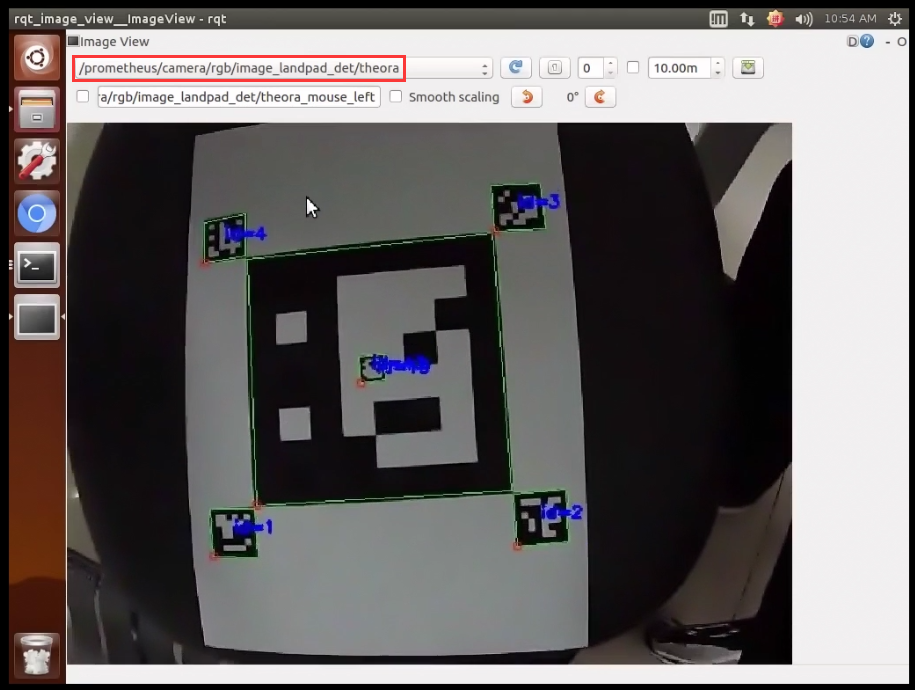 rqt_image_view__ImageView - rqt
10:54 AM
Image View
D
- O
/prometheus/camera/rgb/image_landpad_det/theora
0
10.00m
ra/rgb/image_landpad_det/theora_mouse_left
Smooth scaling
0°
id=3
id=4
id=1
id=2